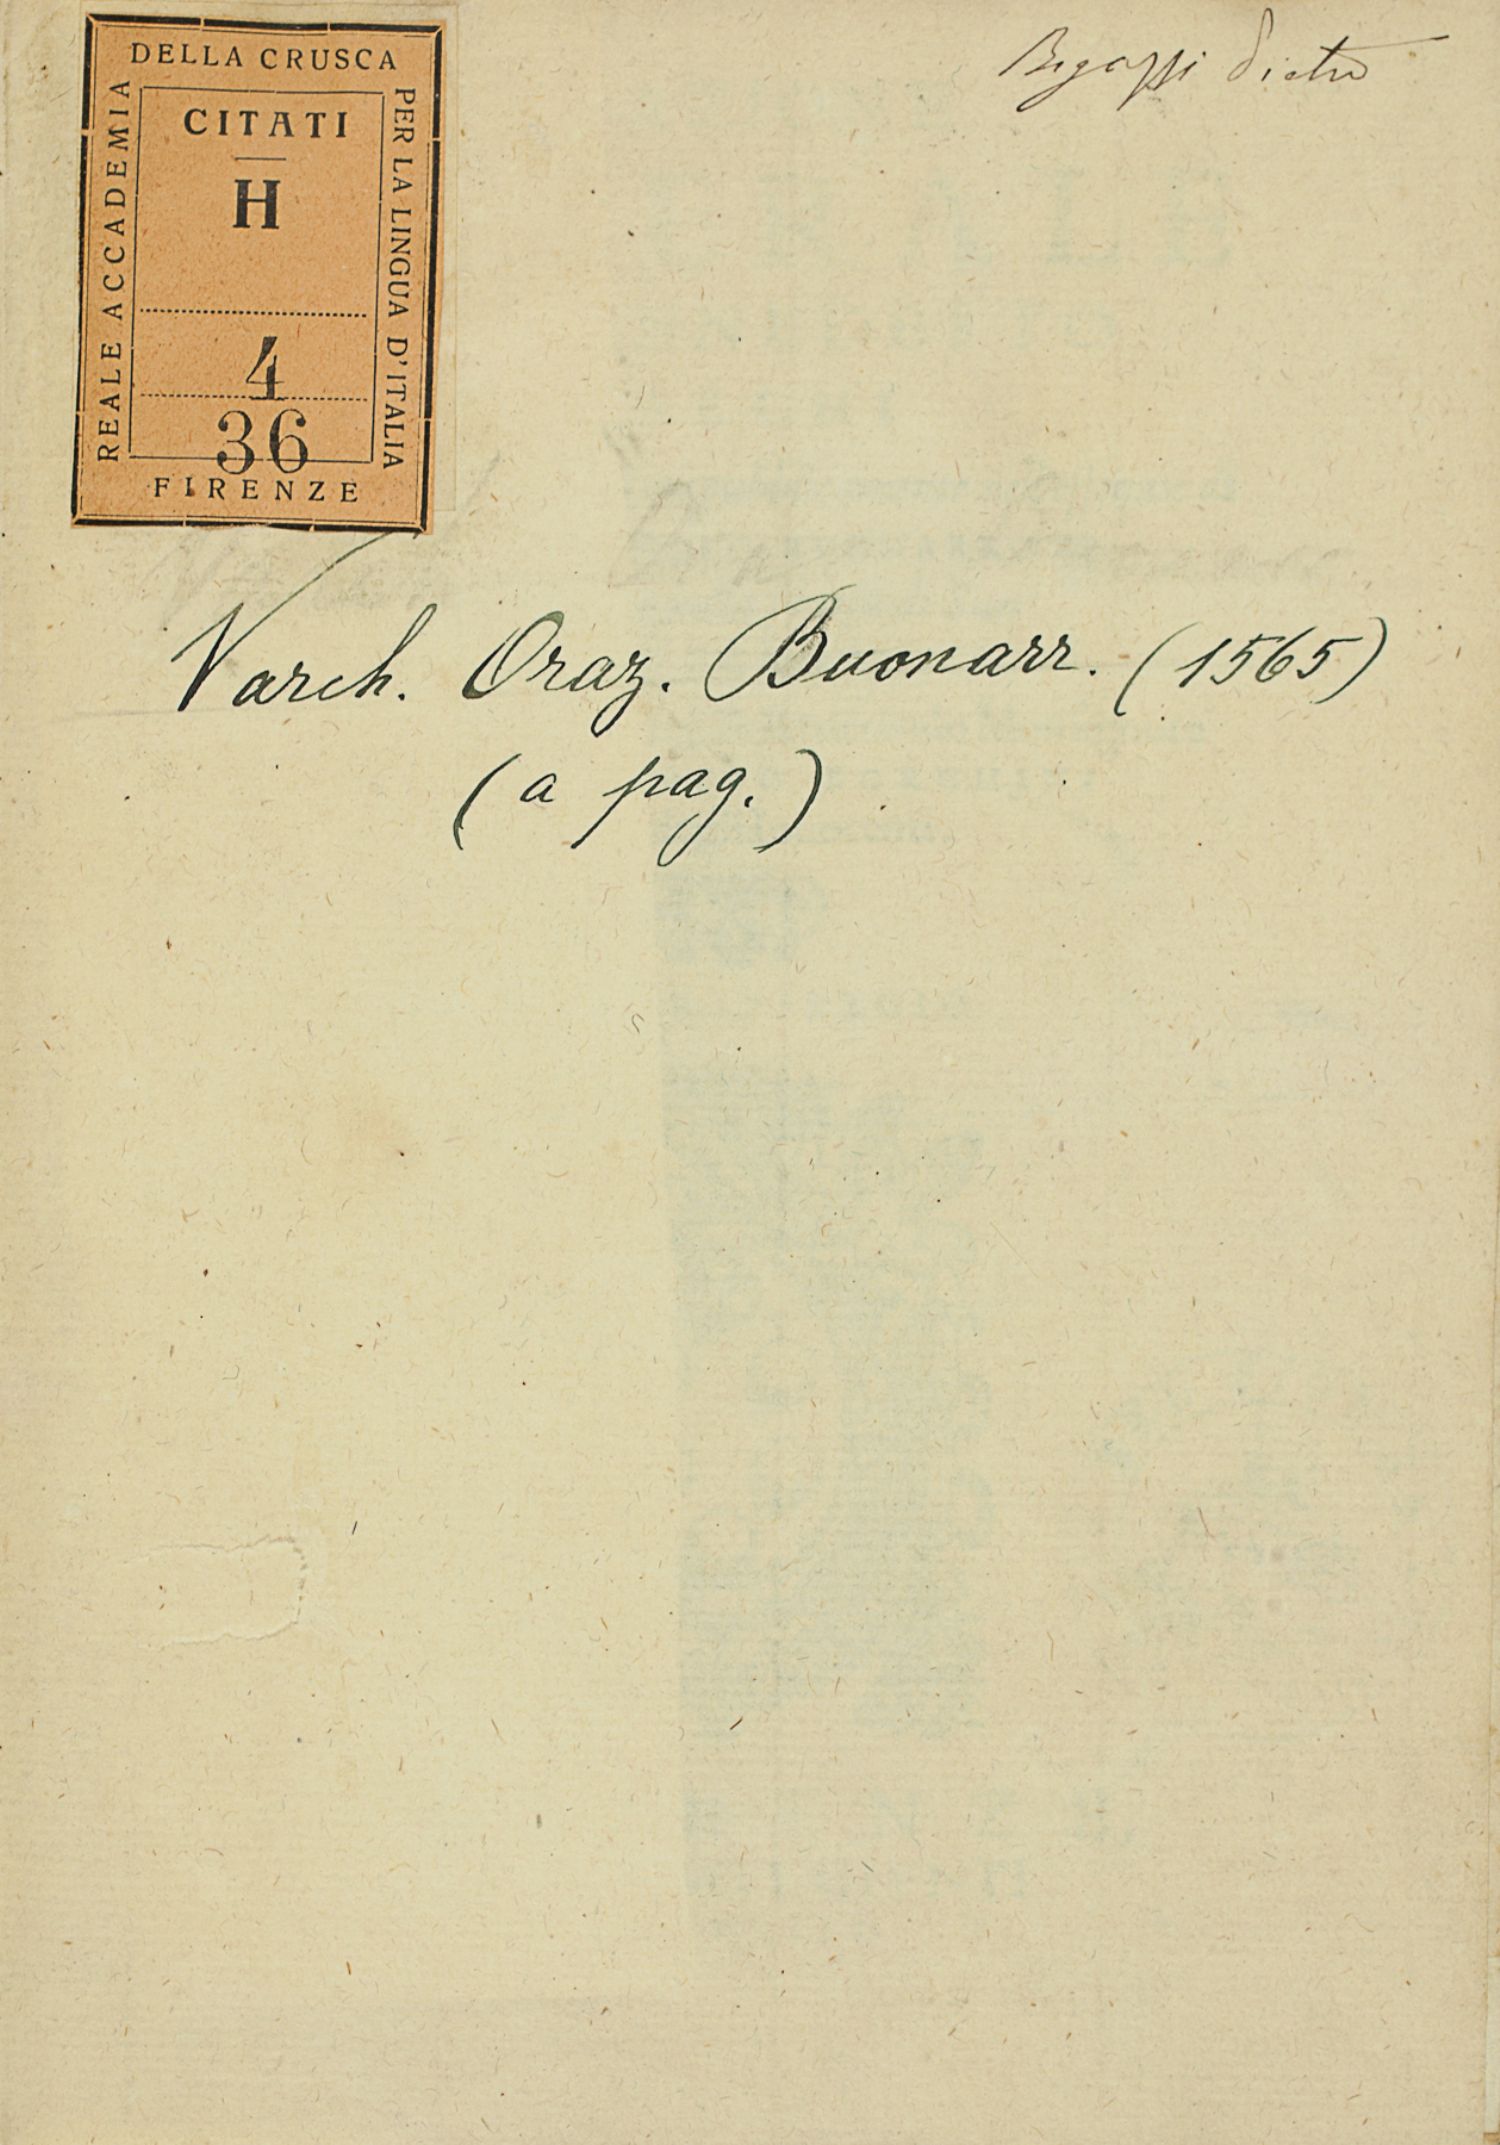 DELLA CRUSCA
REALE ACCADEMIA
PER LA LINGUA D'ITALIA
CITATI
H
4
36
FIRENZE
Bigazzi Pietro
Varch. Oraz. Buonarr. (1565)
(a pag.)